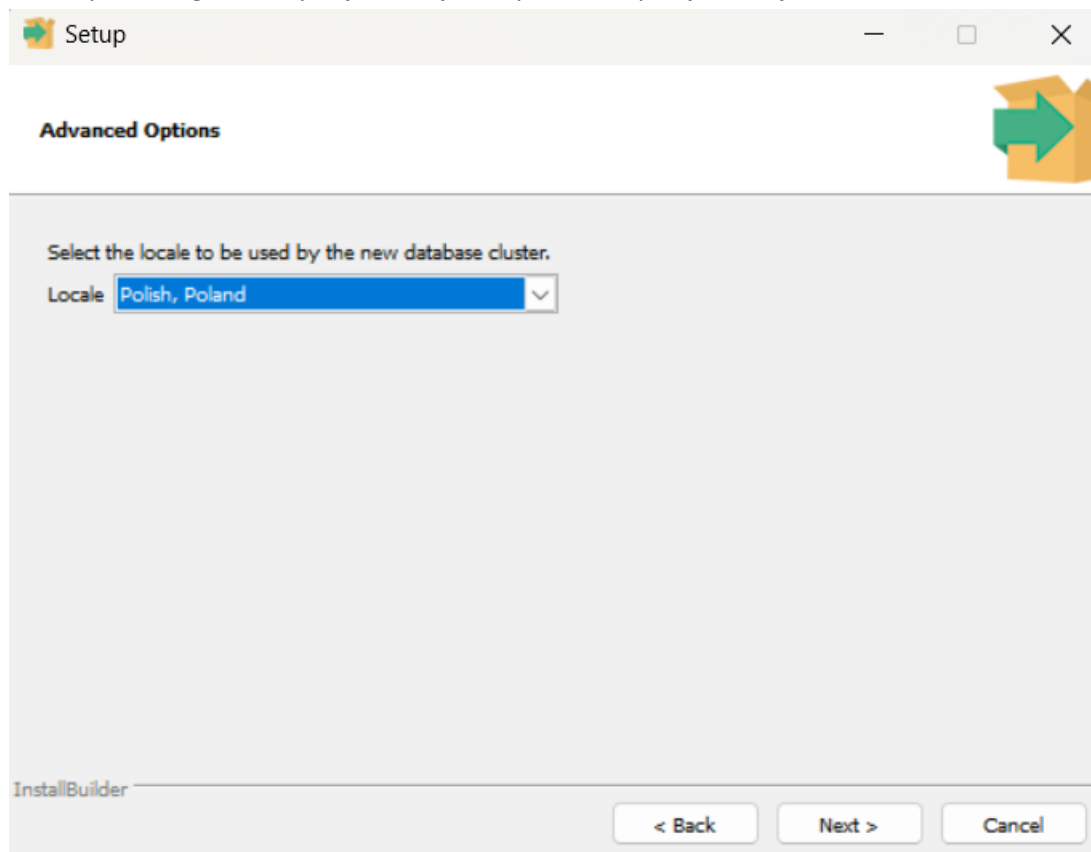 Setup
Advanced Options
Select the locale to be used by the new database cluster.
Locale Polish, Poland
InstallBuilder
< Back Next > Cancel